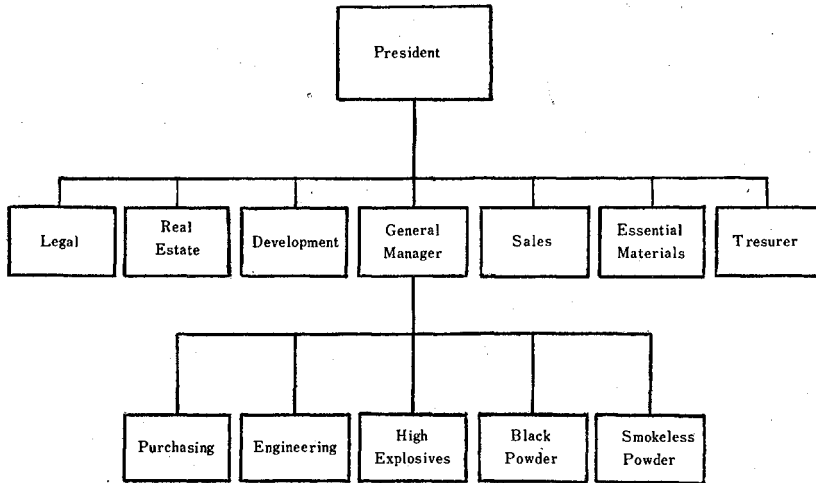 President
Legal
Real
Estate
Development
General
Manager
Sales
Essential
Materials
Tresurer
Purchasing
Engineering
High
Explosives
Black
Powder
Smokeless
Powder